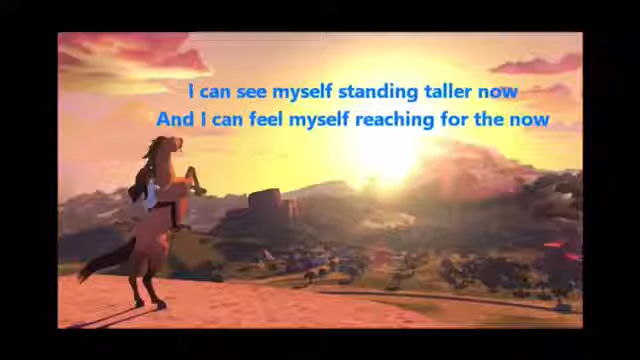 I can see myself standing taller now
And I can feel myself reaching for the now